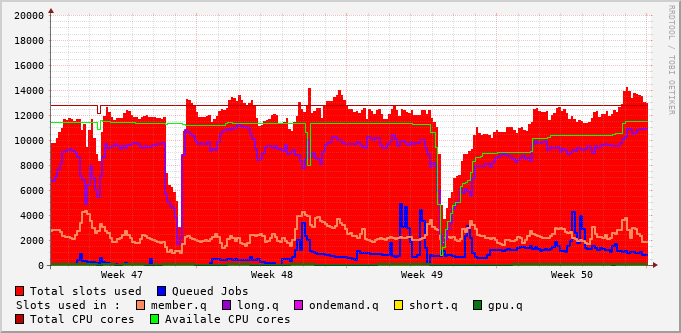 20000
18000
16000
14000
12000
10000
8000
6000
4000
2000
0
Week 47 Week 48 Week 49 Week 50
RRDTOOL / TOBI OETIKER
Total slots used Queued Jobs
Slots used in : member.q long.q ondemand.q short.q gpu.q
Total CPU cores Availale CPU cores